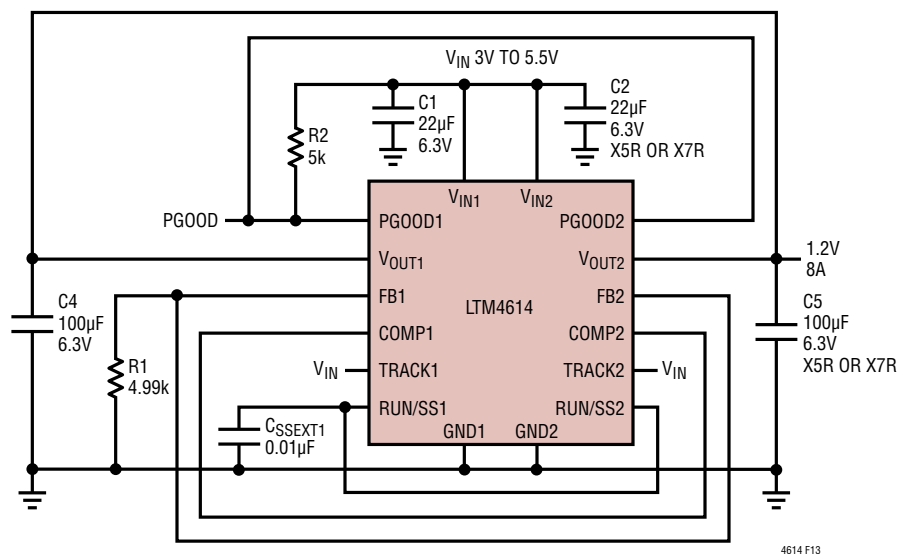 V_IN 3V TO 5.5V
C1
22µF
6.3V
C2
22µF
6.3V
X5R OR X7R
R2
5k
V_IN1
V_IN2
PGOOD
PGOOD1
PGOOD2
V_OUT1
V_OUT2
1.2V
8A
FB1
LTM4614
FB2
C4
100µF
6.3V
C5
100µF
6.3V
X5R OR X7R
COMP1
COMP2
R1
4.99k
V_IN
TRACK1
TRACK2
V_IN
RUN/SS1
RUN/SS2
C_SSEXT1
0.01µF
GND1
GND2
4614 F13